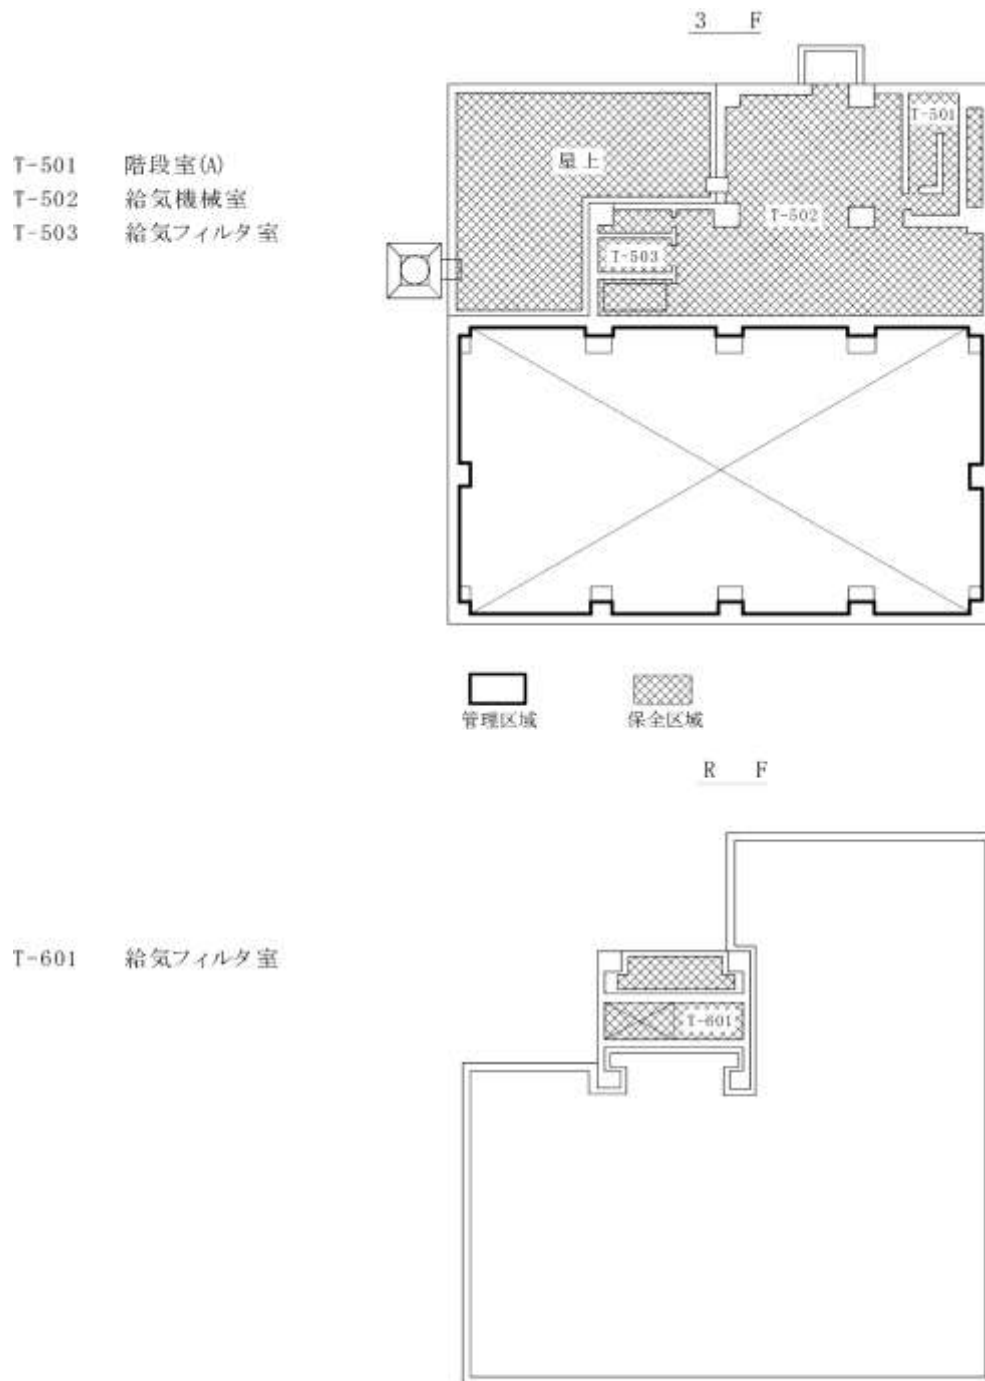 3 F
T-501 階段室(A)
T-502 給気機械室
T-503 給気フィルタ室
屋上
T-501
T-502
T-503
管理区域
保全区域
R F
T-601 給気フィルタ室
T-601